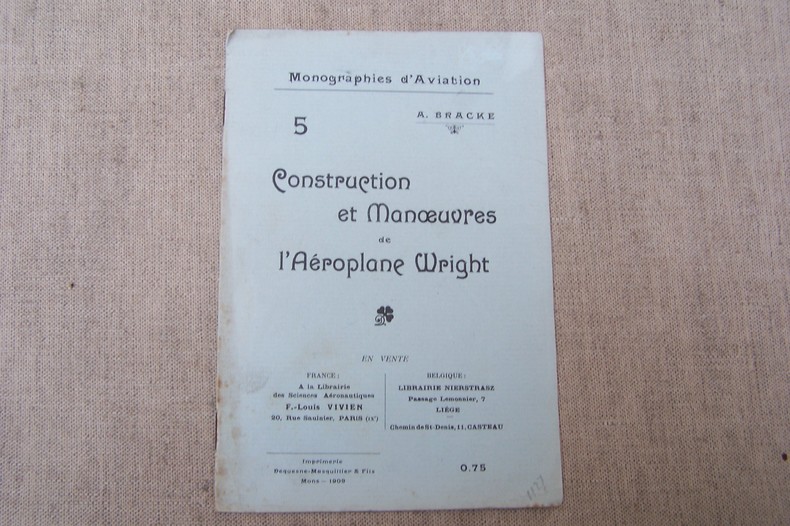 Monographies d'Aviation
5
A. BRACKE
Construction
et Manœuvres
de
l'Aéroplane Wright
EN VENTE
FRANCE :
A la Librairie
des Sciences Aéronautiques
F.-Louis VIVIEN
20, Rue Saulnier, PARIS (IXᵉ)
BELGIQUE :
LIBRAIRIE NIERSTRASZ
Passage Lemonnier, 7
LIÈGE
Chemin de St-Denis, 11, CASTEAU
Imprimerie
Dequesne-Masquillier & Fils
Mons – 1909
0.75